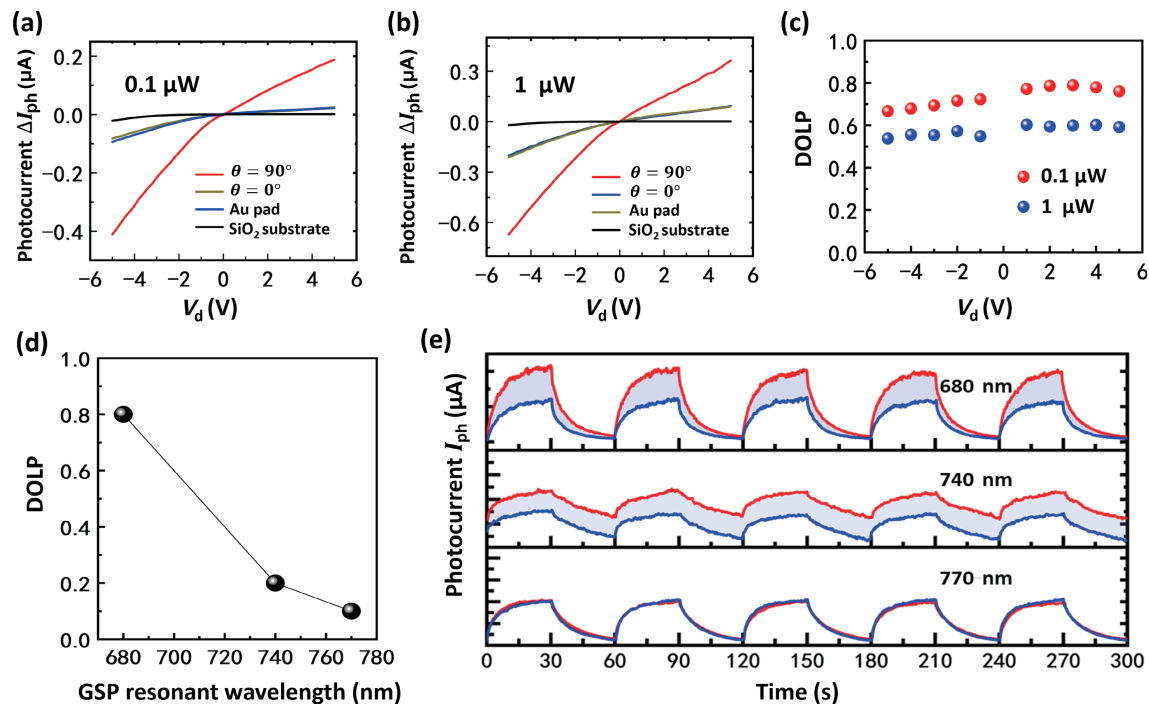 (a)
Photocurrent ΔIph (μA)
0.2
0.0
−0.2
−0.4
0.1 μW
θ = 90°
θ = 0°
Au pad
SiO2 substrate
−6 −4 −2 0 2 4 6
Vd (V)
(b)
Photocurrent ΔIph (μA)
0.3
0.0
−0.3
−0.6
1 μW
θ = 90°
θ = 0°
Au pad
SiO2 substrate
−6 −4 −2 0 2 4 6
Vd (V)
(c)
DOLP
1.0
0.8
0.6
0.4
0.2
0.0
0.1 μW
1 μW
−6 −4 −2 0 2 4 6
Vd (V)
(d)
DOLP
1.0
0.8
0.6
0.4
0.2
0.0
680 700 720 740 760 780
GSP resonant wavelength (nm)
(e)
Photocurrent Iph (μA)
680 nm
740 nm
770 nm
0 30 60 90 120 150 180 210 240 270 300
Time (s)